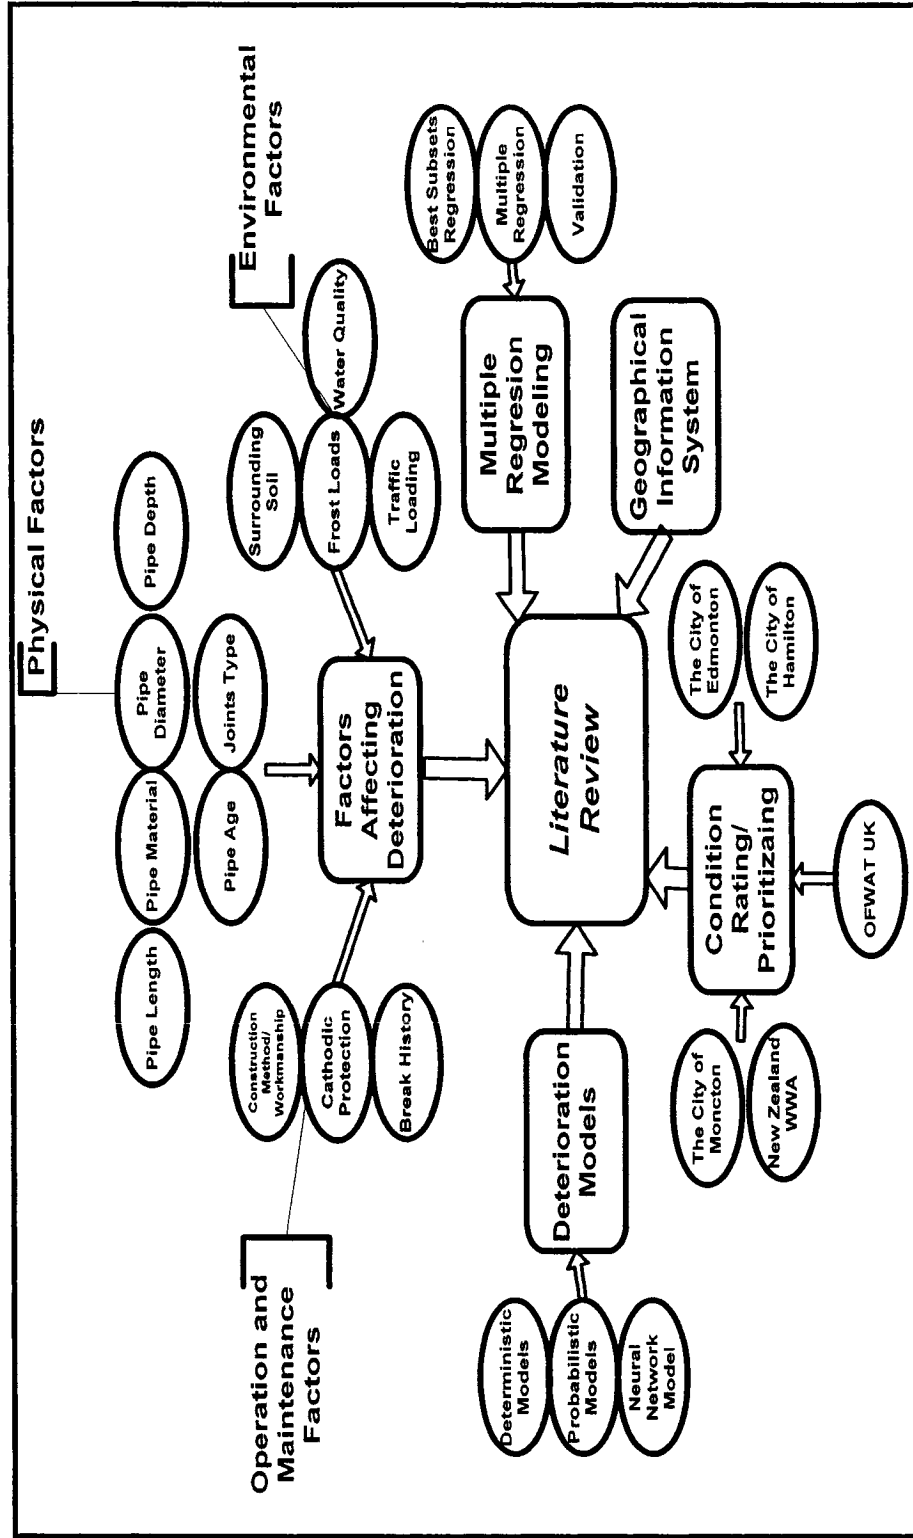 Physical Factors
Pipe Length
Pipe Material
Pipe
Diameter
Pipe Depth
Pipe Age
Joints Type
Operation and
Maintenance
Factors
Construction
Method/
Workmanship
Cathodic
Protection
Break History
Environmental
Factors
Surrounding
Soil
Frost Loads
Water Quality
Traffic
Loading
Factors
Affecting
Deterioration
Deterministic
Models
Probabilistic
Models
Neural
Network
Model
Deterioration
Models
Literature
Review
Multiple
Regresion
Modeling
Best Subsets
Regression
Multiple
Regression
Validation
Geographical
Information
System
The City of
Moncton
New Zealand
WWA
Condition
Rating/
Prioritizaing
The City of
Edmonton
The City of
Hamilton
OFWAT UK